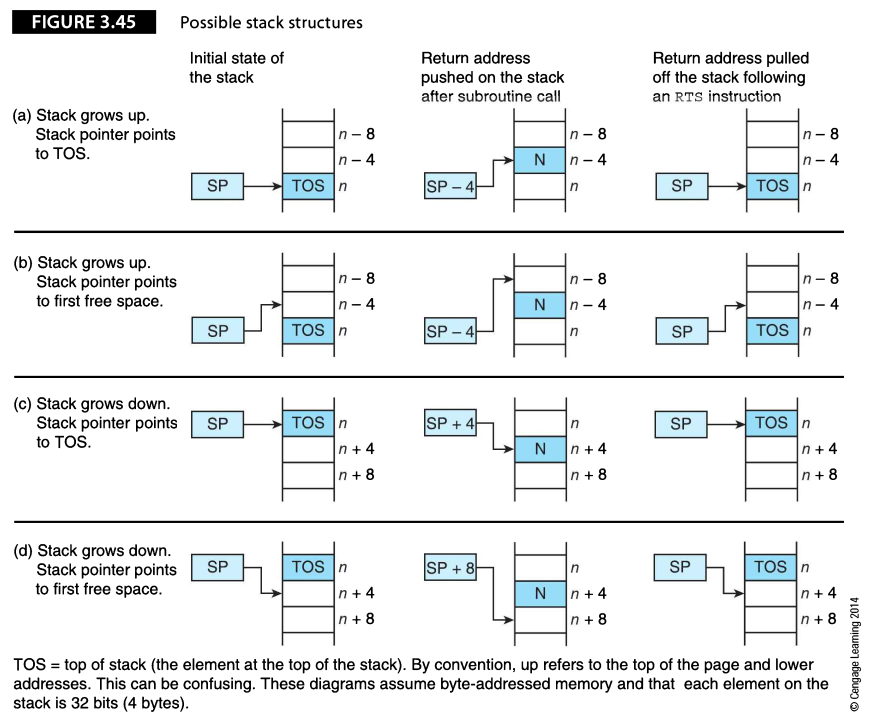 FIGURE 3.45 Possible stack structures
Initial state of
the stack
Return address
pushed on the stack
after subroutine call
Return address pulled
off the stack following
an RTS instruction
(a) Stack grows up.
Stack pointer points
to TOS.
SP
TOS
n – 8
n – 4
n
SP – 4
N
n – 8
n – 4
n
SP
TOS
n – 8
n – 4
n
(b) Stack grows up.
Stack pointer points
to first free space.
SP
TOS
n – 8
n – 4
n
SP – 4
N
n – 8
n – 4
n
SP
TOS
n – 8
n – 4
n
(c) Stack grows down.
Stack pointer points
to TOS.
SP
TOS
n
n + 4
n + 8
SP + 4
N
n
n + 4
n + 8
SP
TOS
n
n + 4
n + 8
(d) Stack grows down.
Stack pointer points
to first free space.
SP
TOS
n
n + 4
n + 8
SP + 8
N
n
n + 4
n + 8
SP
TOS
n
n + 4
n + 8
TOS = top of stack (the element at the top of the stack). By convention, up refers to the top of the page and lower
addresses. This can be confusing. These diagrams assume byte-addressed memory and that each element on the
stack is 32 bits (4 bytes).
© Cengage Learning 2014